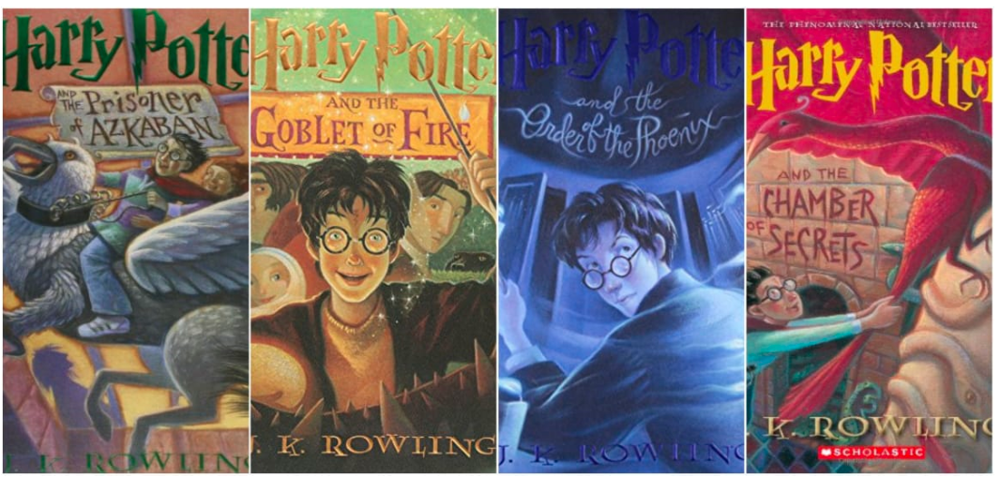 Harry Potte
AND
THE Prisoner
of AZKABAN
J. K. ROWLING
Harry Potte
AND THE
GOBLET OF FIRE
J. K. ROWLING
Harry Potte
and the
Order of the Phoenix
J. K. ROWLING
THE PHENOMENAL NATIONAL BESTSELLER
Harry Potter
AND THE
CHAMBER
OF SECRETS
K. ROWLING
SCHOLASTIC